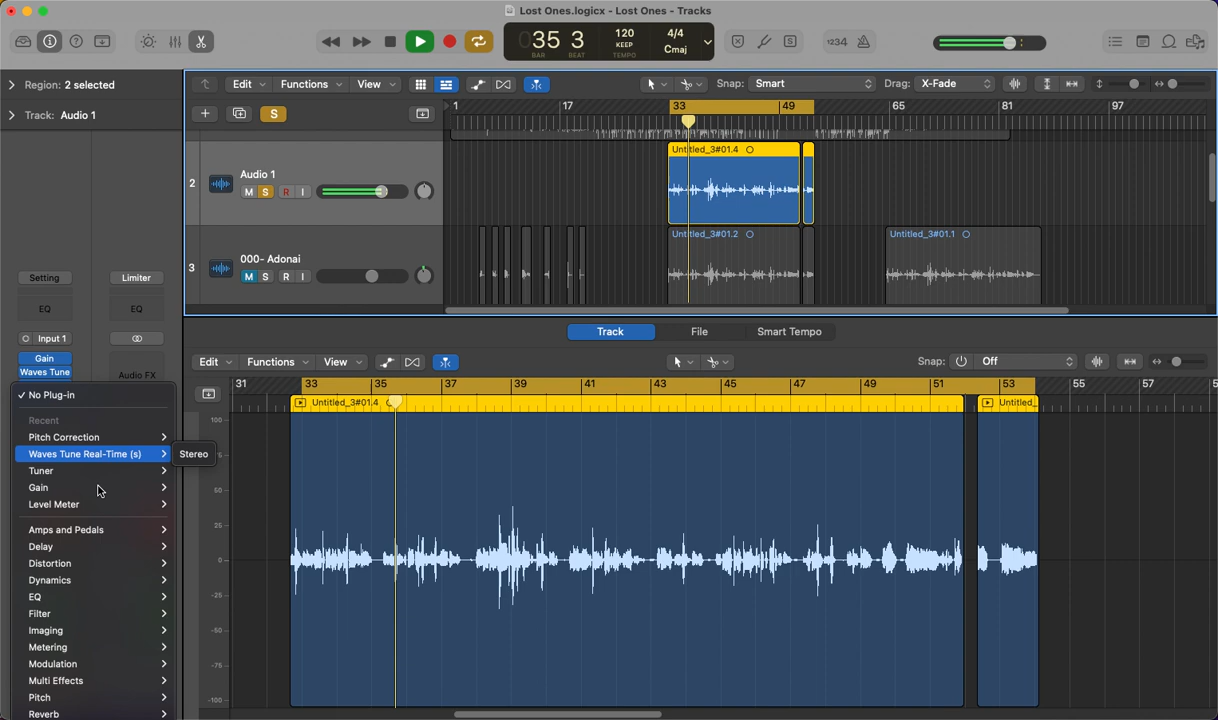 Lost Ones.logicx - Lost Ones - Tracks
35 3
BAR BEAT
120
KEEP
TEMPO
4/4
Cmaj
1234
Region: 2 selected
Track: Audio 1
Edit Functions View
Snap: Smart
Drag: X-Fade
S
1 17 33 49 65 81 97
2
Audio 1
M S R I
Untitled_3#01.4
3
000- Adonai
M S R I
Untitled_3#01.2
Untitled_3#01.1
Setting
Limiter
EQ
EQ
Input 1
Gain
Waves Tune
Audio FX
Track File Smart Tempo
Edit Functions View
Snap: Off
31 33 35 37 39 41 43 45 47 49 51 53 55 57
Untitled_3#01.4
Untitled_
No Plug-in
Recent
Pitch Correction
Waves Tune Real-Time (s)
Stereo
Tuner
Gain
Level Meter
Amps and Pedals
Delay
Distortion
Dynamics
EQ
Filter
Imaging
Metering
Modulation
Multi Effects
Pitch
Reverb
100
50
25
0
-25
-50
-75
-100